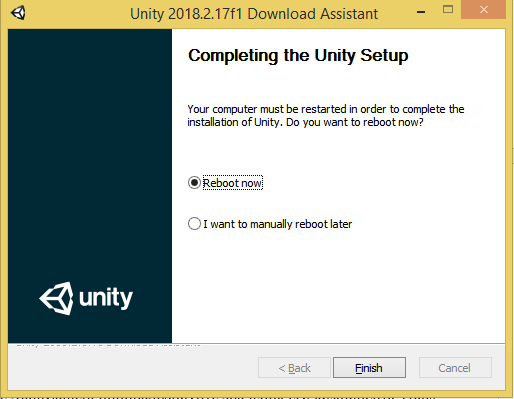 Unity 2018.2.17f1 Download Assistant
Completing the Unity Setup
Your computer must be restarted in order to complete the
installation of Unity. Do you want to reboot now?
Reboot now
I want to manually reboot later
unity
< Back
Finish
Cancel